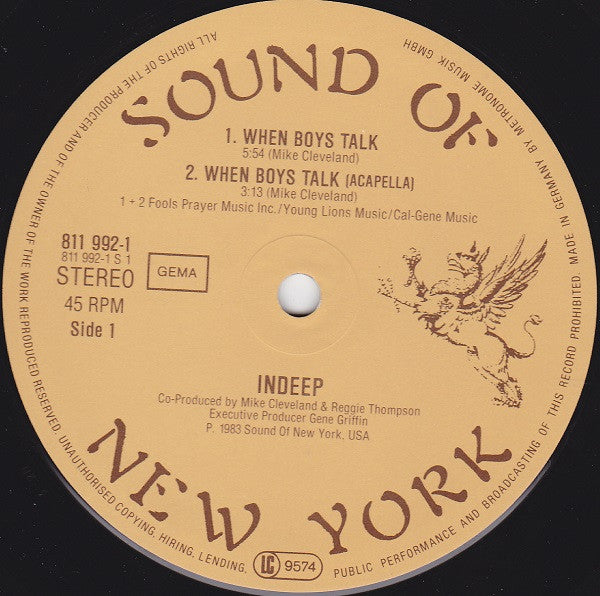 SOUND OF
1. WHEN BOYS TALK
5:54 (Mike Cleveland)
2. WHEN BOYS TALK (ACAPELLA)
3:13 (Mike Cleveland)
1 + 2 Fools Prayer Music Inc./Young Lions Music/Cal-Gene Music
811 992-1
811 992-1 S 1
STEREO
GEMA
45 RPM
Side 1
INDEEP
Co-Produced by Mike Cleveland & Reggie Thompson
Executive Producer Gene Griffin
P. 1983 Sound Of New York, USA
NEW YORK
LC 9574
ALL RIGHTS OF THE PRODUCER AND OF THE OWNER OF THE WORK REPRODUCED RESERVED. UNAUTHORISED COPYING, HIRING, LENDING, PUBLIC PERFORMANCE AND BROADCASTING OF THIS RECORD PROHIBITED. MADE IN GERMANY BY METRONOME MUSIK GMBH